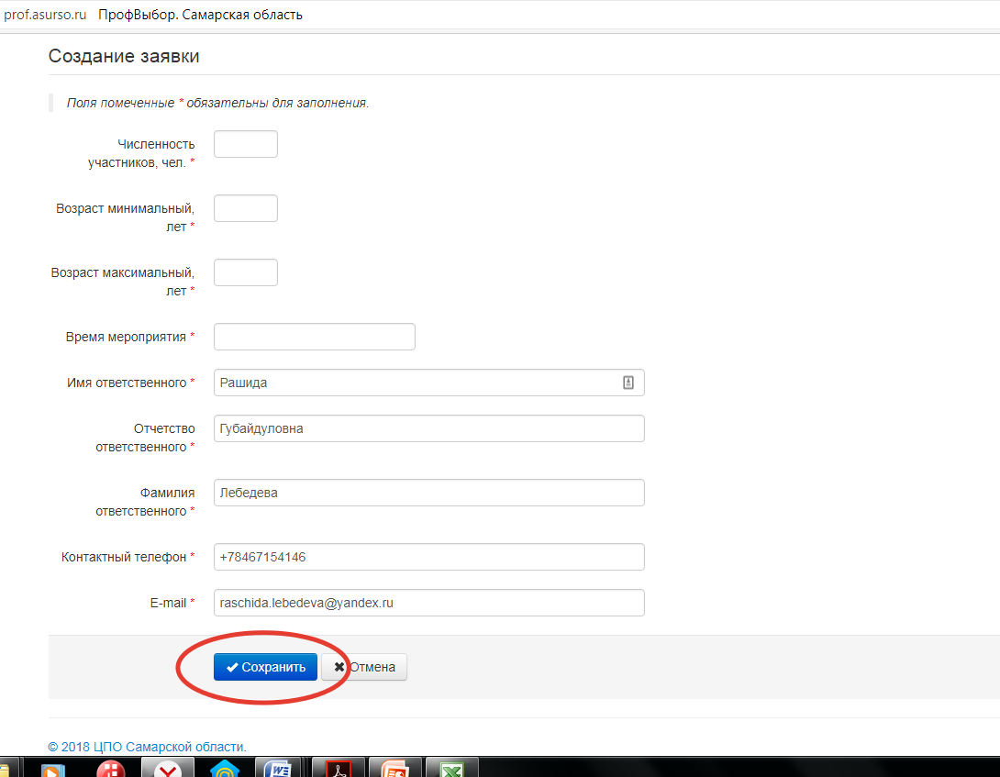 prof.asurso.ru ПрофВыбор. Самарская область
Создание заявки
Поля помеченные * обязательны для заполнения.
Численность
участников, чел. *
Возраст минимальный,
лет *
Возраст максимальный,
лет *
Время мероприятия *
Имя ответственного * Рашида
Отчетство
ответственного *
Губайдуловна
Фамилия
ответственного *
Лебедева
Контактный телефон * +78467154146
E-mail * raschida.lebedeva@yandex.ru
Сохранить Отмена
© 2018 ЦПО Самарской области.